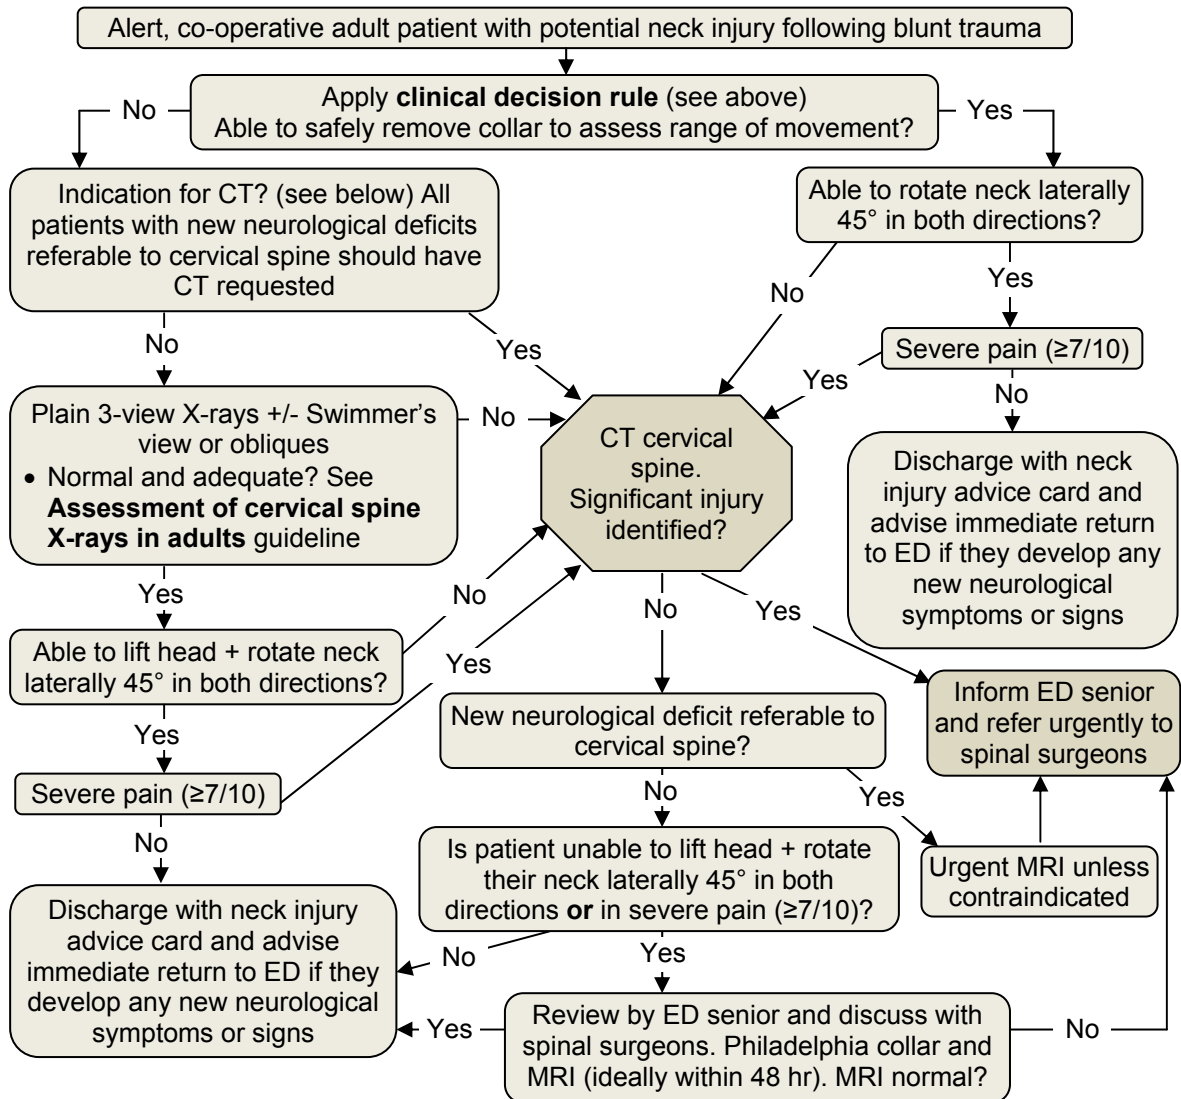 Alert, co-operative adult patient with potential neck injury following blunt trauma
Apply clinical decision rule (see above)
Able to safely remove collar to assess range of movement?
No
Yes
Indication for CT? (see below) All
patients with new neurological deficits
referable to cervical spine should have
CT requested
Able to rotate neck laterally
45° in both directions?
No
Yes
No
Yes
Severe pain (≥7/10)
Yes
No
Plain 3-view X-rays +/- Swimmer's
view or obliques
• Normal and adequate? See
Assessment of cervical spine
X-rays in adults guideline
No
CT cervical
spine.
Significant injury
identified?
Discharge with neck
injury advice card and
advise immediate return
to ED if they develop any
new neurological
symptoms or signs
Yes
No
No
Yes
Able to lift head + rotate neck
laterally 45° in both directions?
Yes
Yes
Inform ED senior
and refer urgently to
spinal surgeons
New neurological deficit referable to
cervical spine?
Severe pain (≥7/10)
No
No
Yes
Is patient unable to lift head + rotate
their neck laterally 45° in both
directions or in severe pain (≥7/10)?
Urgent MRI unless
contraindicated
Discharge with neck injury
advice card and advise
immediate return to ED if they
develop any new neurological
symptoms or signs
No
Yes
Yes
Review by ED senior and discuss with
spinal surgeons. Philadelphia collar and
MRI (ideally within 48 hr). MRI normal?
No